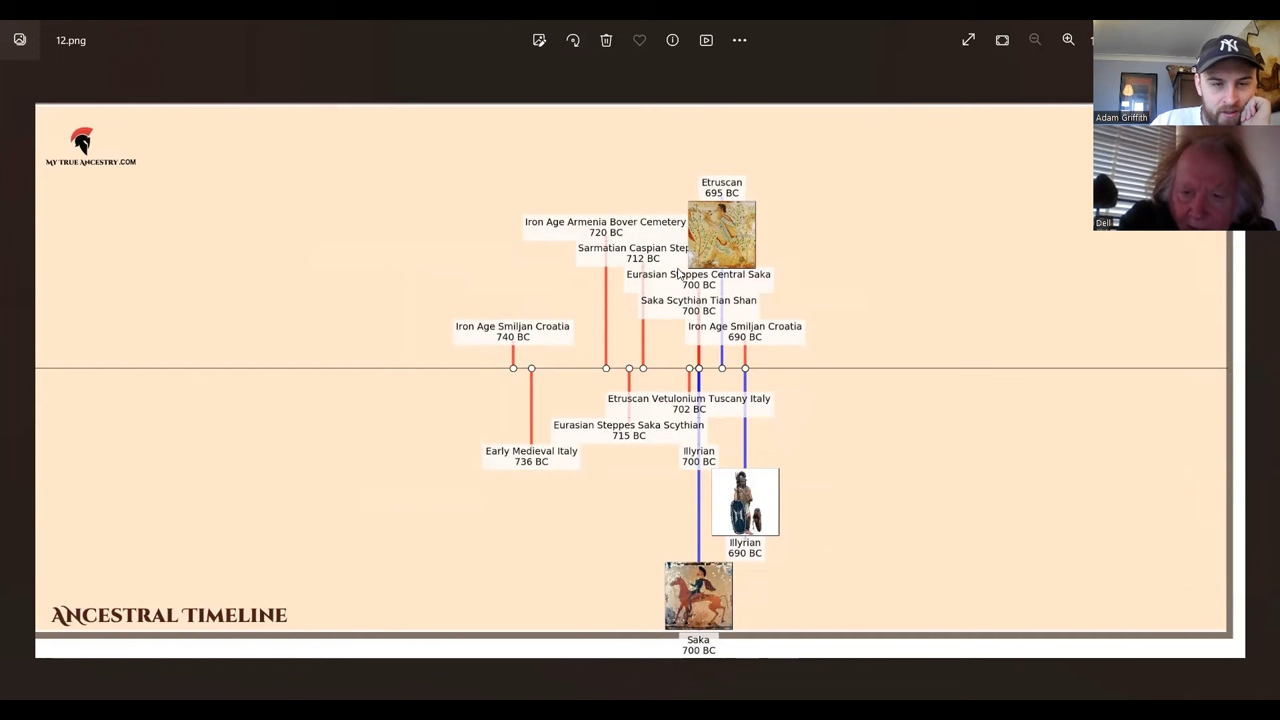 12.png
1
Adam Griffith
Dell
MY TRUE ANCESTRY.COM
Etruscan
695 BC
Iron Age Armenia Bover Cemetery
720 BC
Sarmatian Caspian
712 BC
Eurasian Steppes Central Saka
700 BC
Saka Scythian Tian Shan
700 BC
Iron Age Smiljan Croatia
740 BC
Iron Age Smiljan Croatia
690 BC
Etruscan Vetulonium Tuscany Italy
702 BC
Eurasian Steppes Saka Scythian
715 BC
Early Medieval Italy
736 BC
Illyrian
700 BC
Illyrian
690 BC
ANCESTRAL TIMELINE
Saka
700 BC